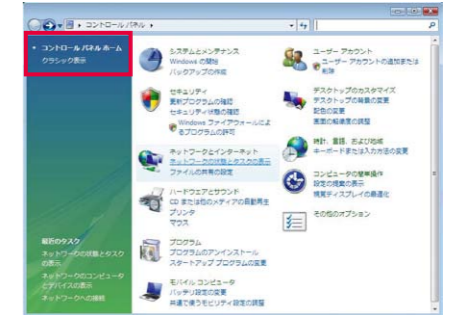 コントロール パネル
コントロール パネル ホーム
クラシック表示
システムとメンテナンス
Windows の開始
バックアップの作成
セキュリティ
更新プログラムの確認
セキュリティ状態の確認
Windows ファイアウォールによ
るプログラムの許可
ネットワークとインターネット
ネットワークの状態とタスクの表示
ファイルの共有の設定
ハードウェアとサウンド
CD または他のメディアの自動再生
プリンタ
マウス
プログラム
プログラムのアンインストール
スタートアップ プログラムの変更
モバイル コンピュータ
バッテリ設定の変更
共通で使うモビリティ設定の調整
ユーザー アカウント
ユーザー アカウントの追加または
削除
デスクトップのカスタマイズ
デスクトップの背景の変更
配色の変更
画面の解像度の調整
時計、言語、および地域
キーボードまたは入力方法の変更
コンピュータの簡単操作
設定の提案の表示
視覚ディスプレイの最適化
その他のオプション
最近のタスク
ネットワークの状態とタスク
の表示
ネットワークのコンピュータ
とデバイスの表示
ネットワークへの接続